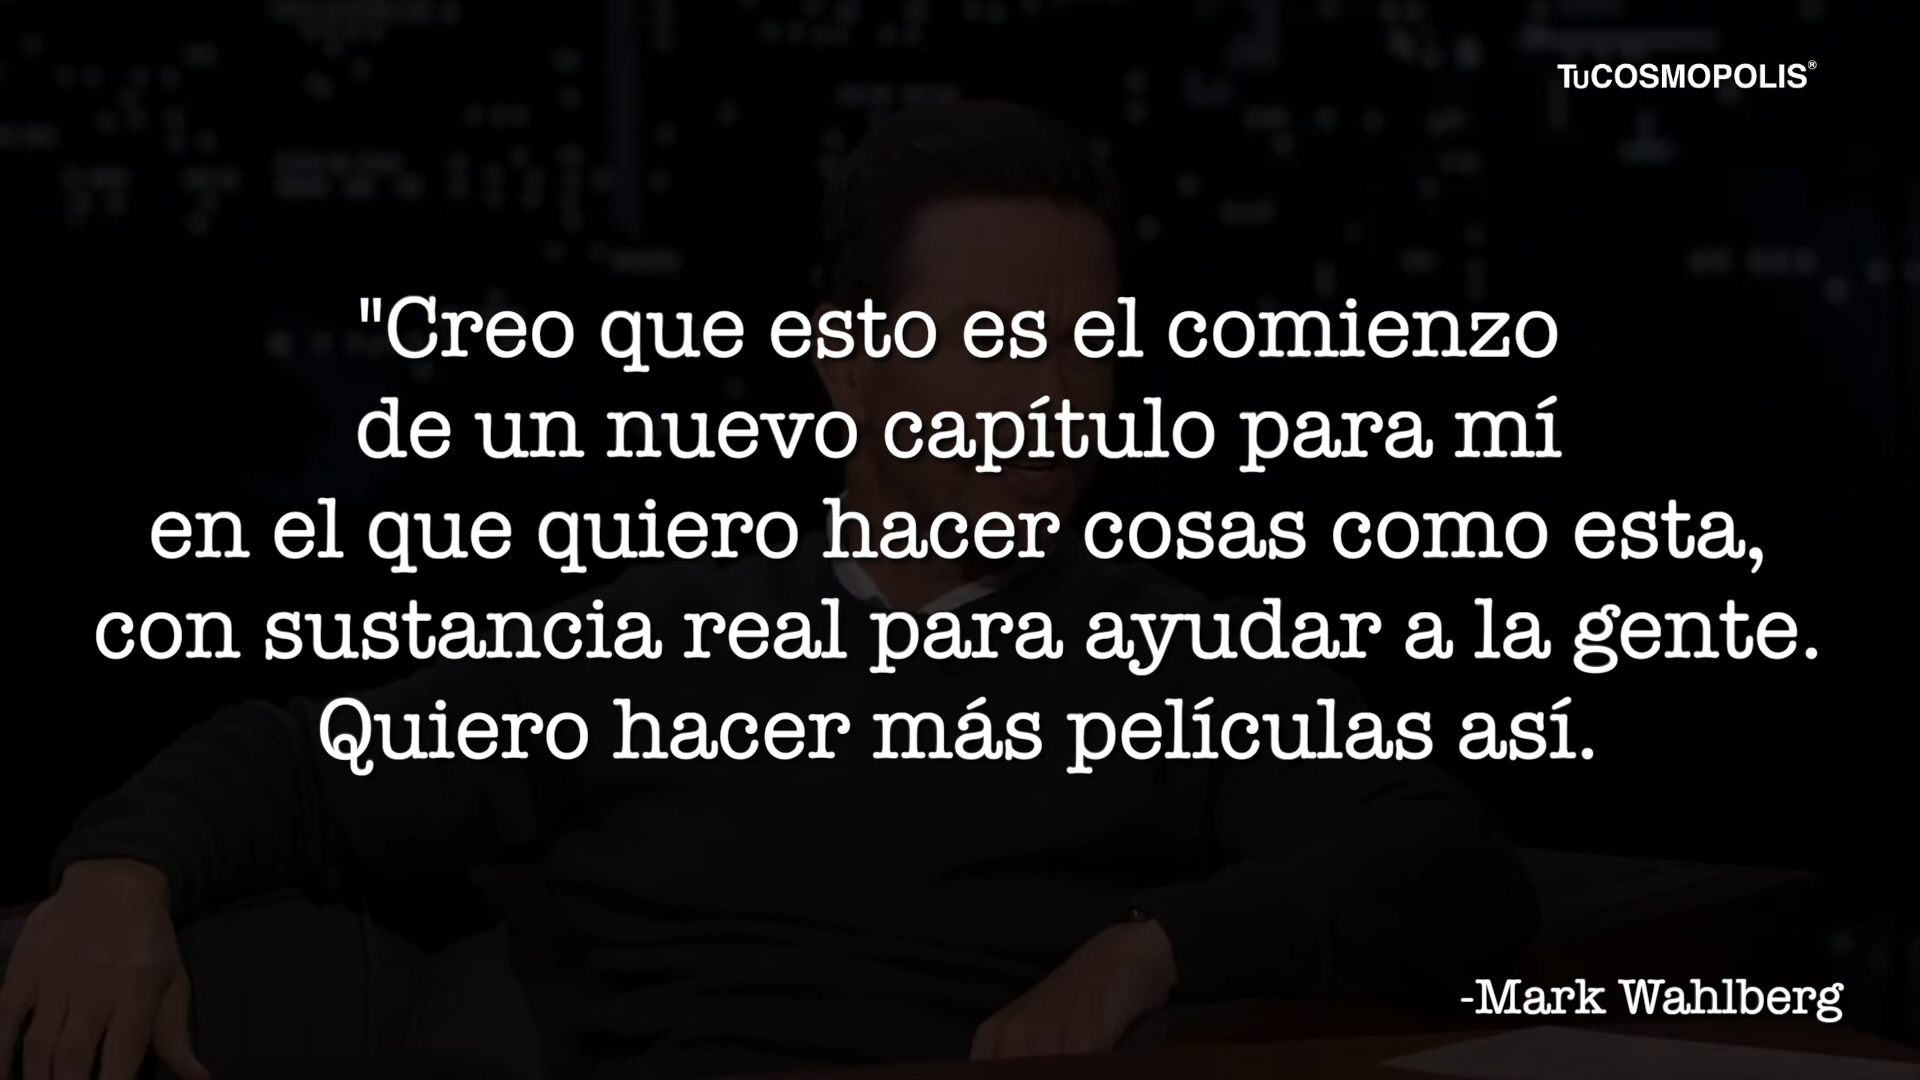 TuCOSMOPOLIS®
"Creo que esto es el comienzo
de un nuevo capítulo para mí
en el que quiero hacer cosas como esta,
con sustancia real para ayudar a la gente.
Quiero hacer más películas así.
-Mark Wahlberg